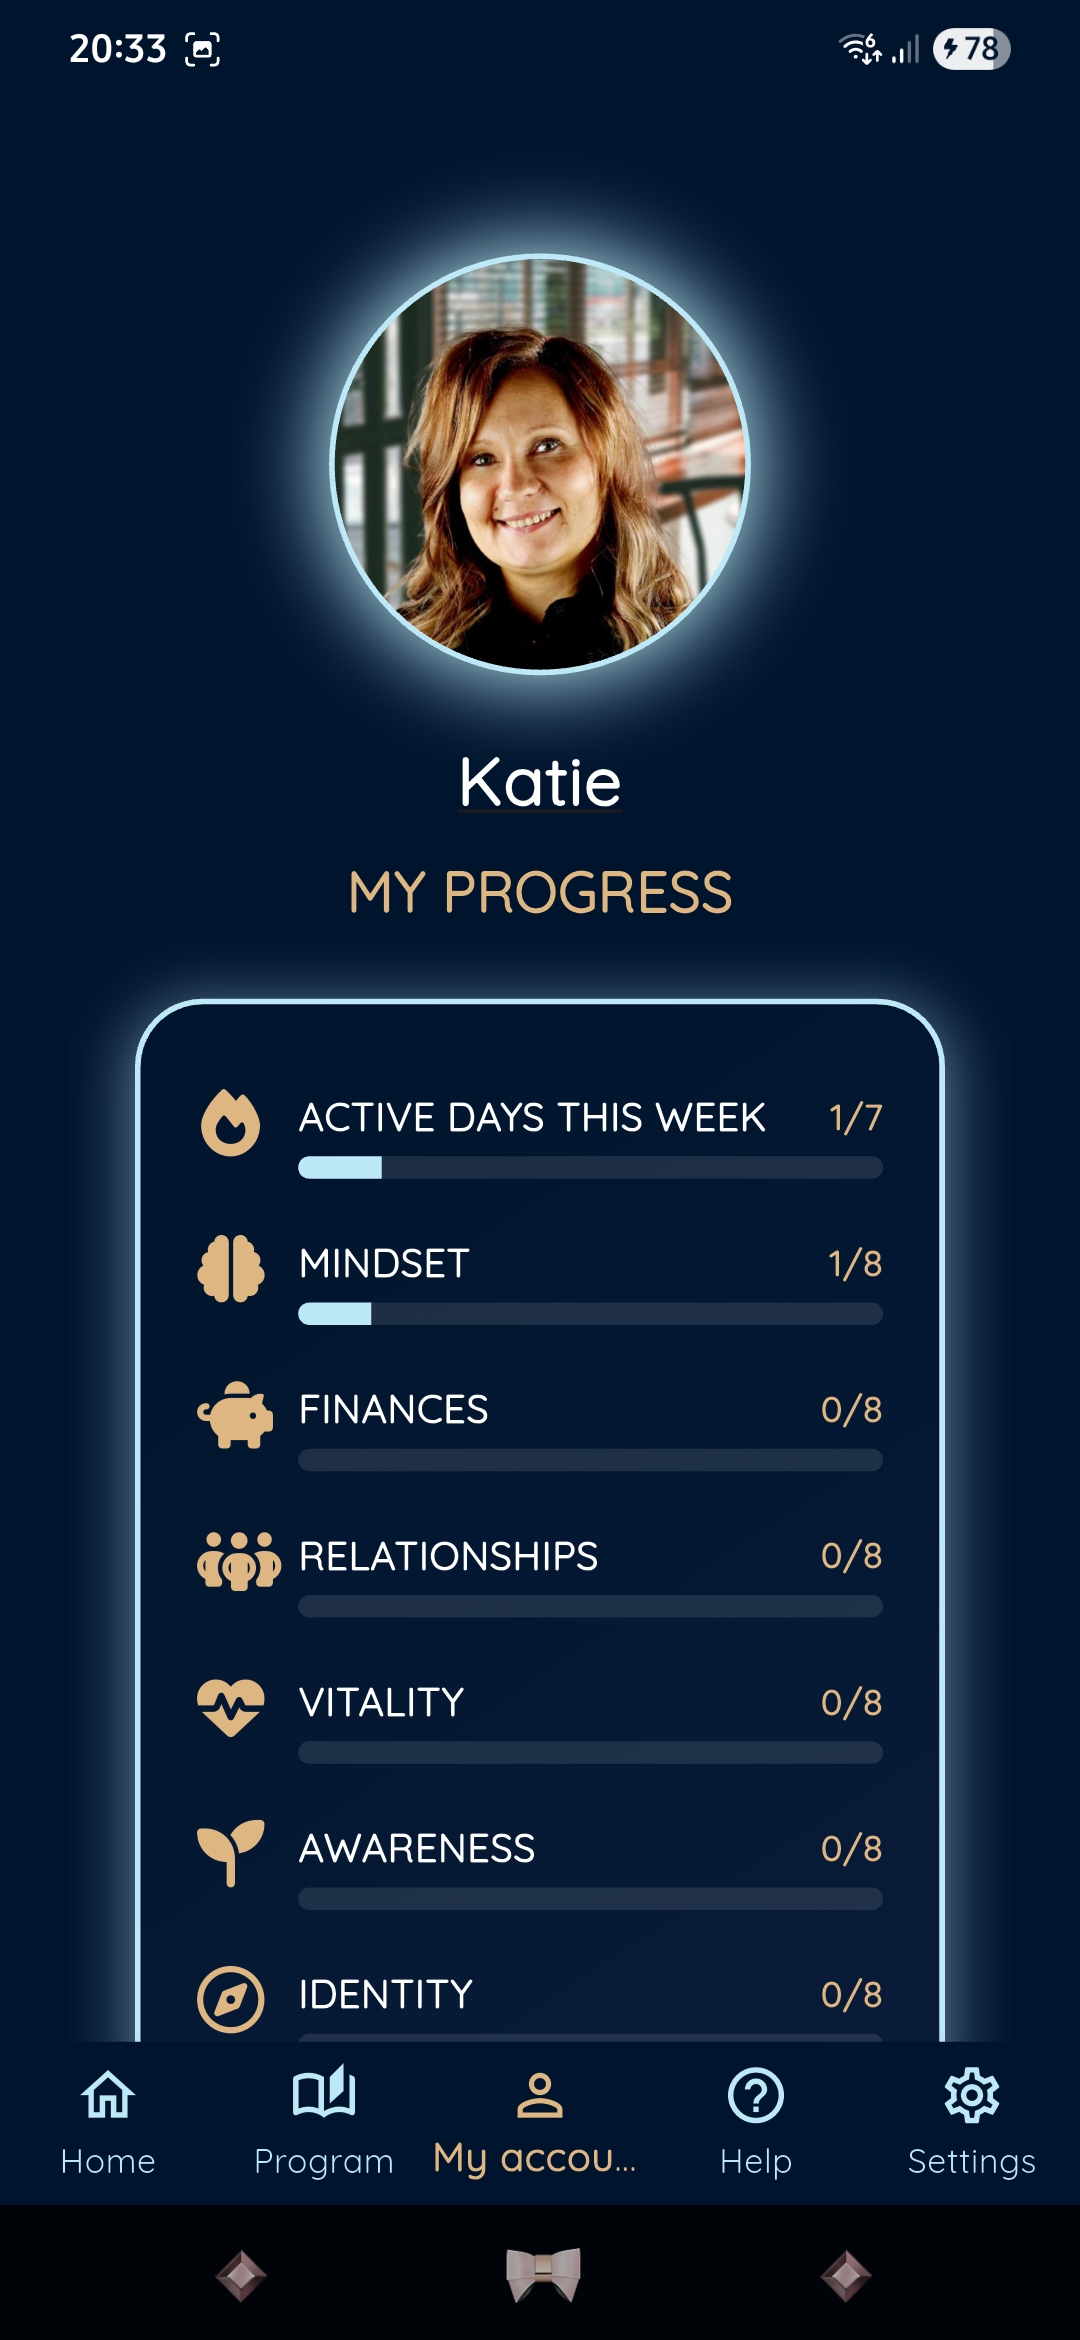 20:33
6
78
Katie
MY PROGRESS
ACTIVE DAYS THIS WEEK 1/7
MINDSET 1/8
FINANCES 0/8
RELATIONSHIPS 0/8
VITALITY 0/8
AWARENESS 0/8
IDENTITY 0/8
Home
Program
My accou...
Help
Settings